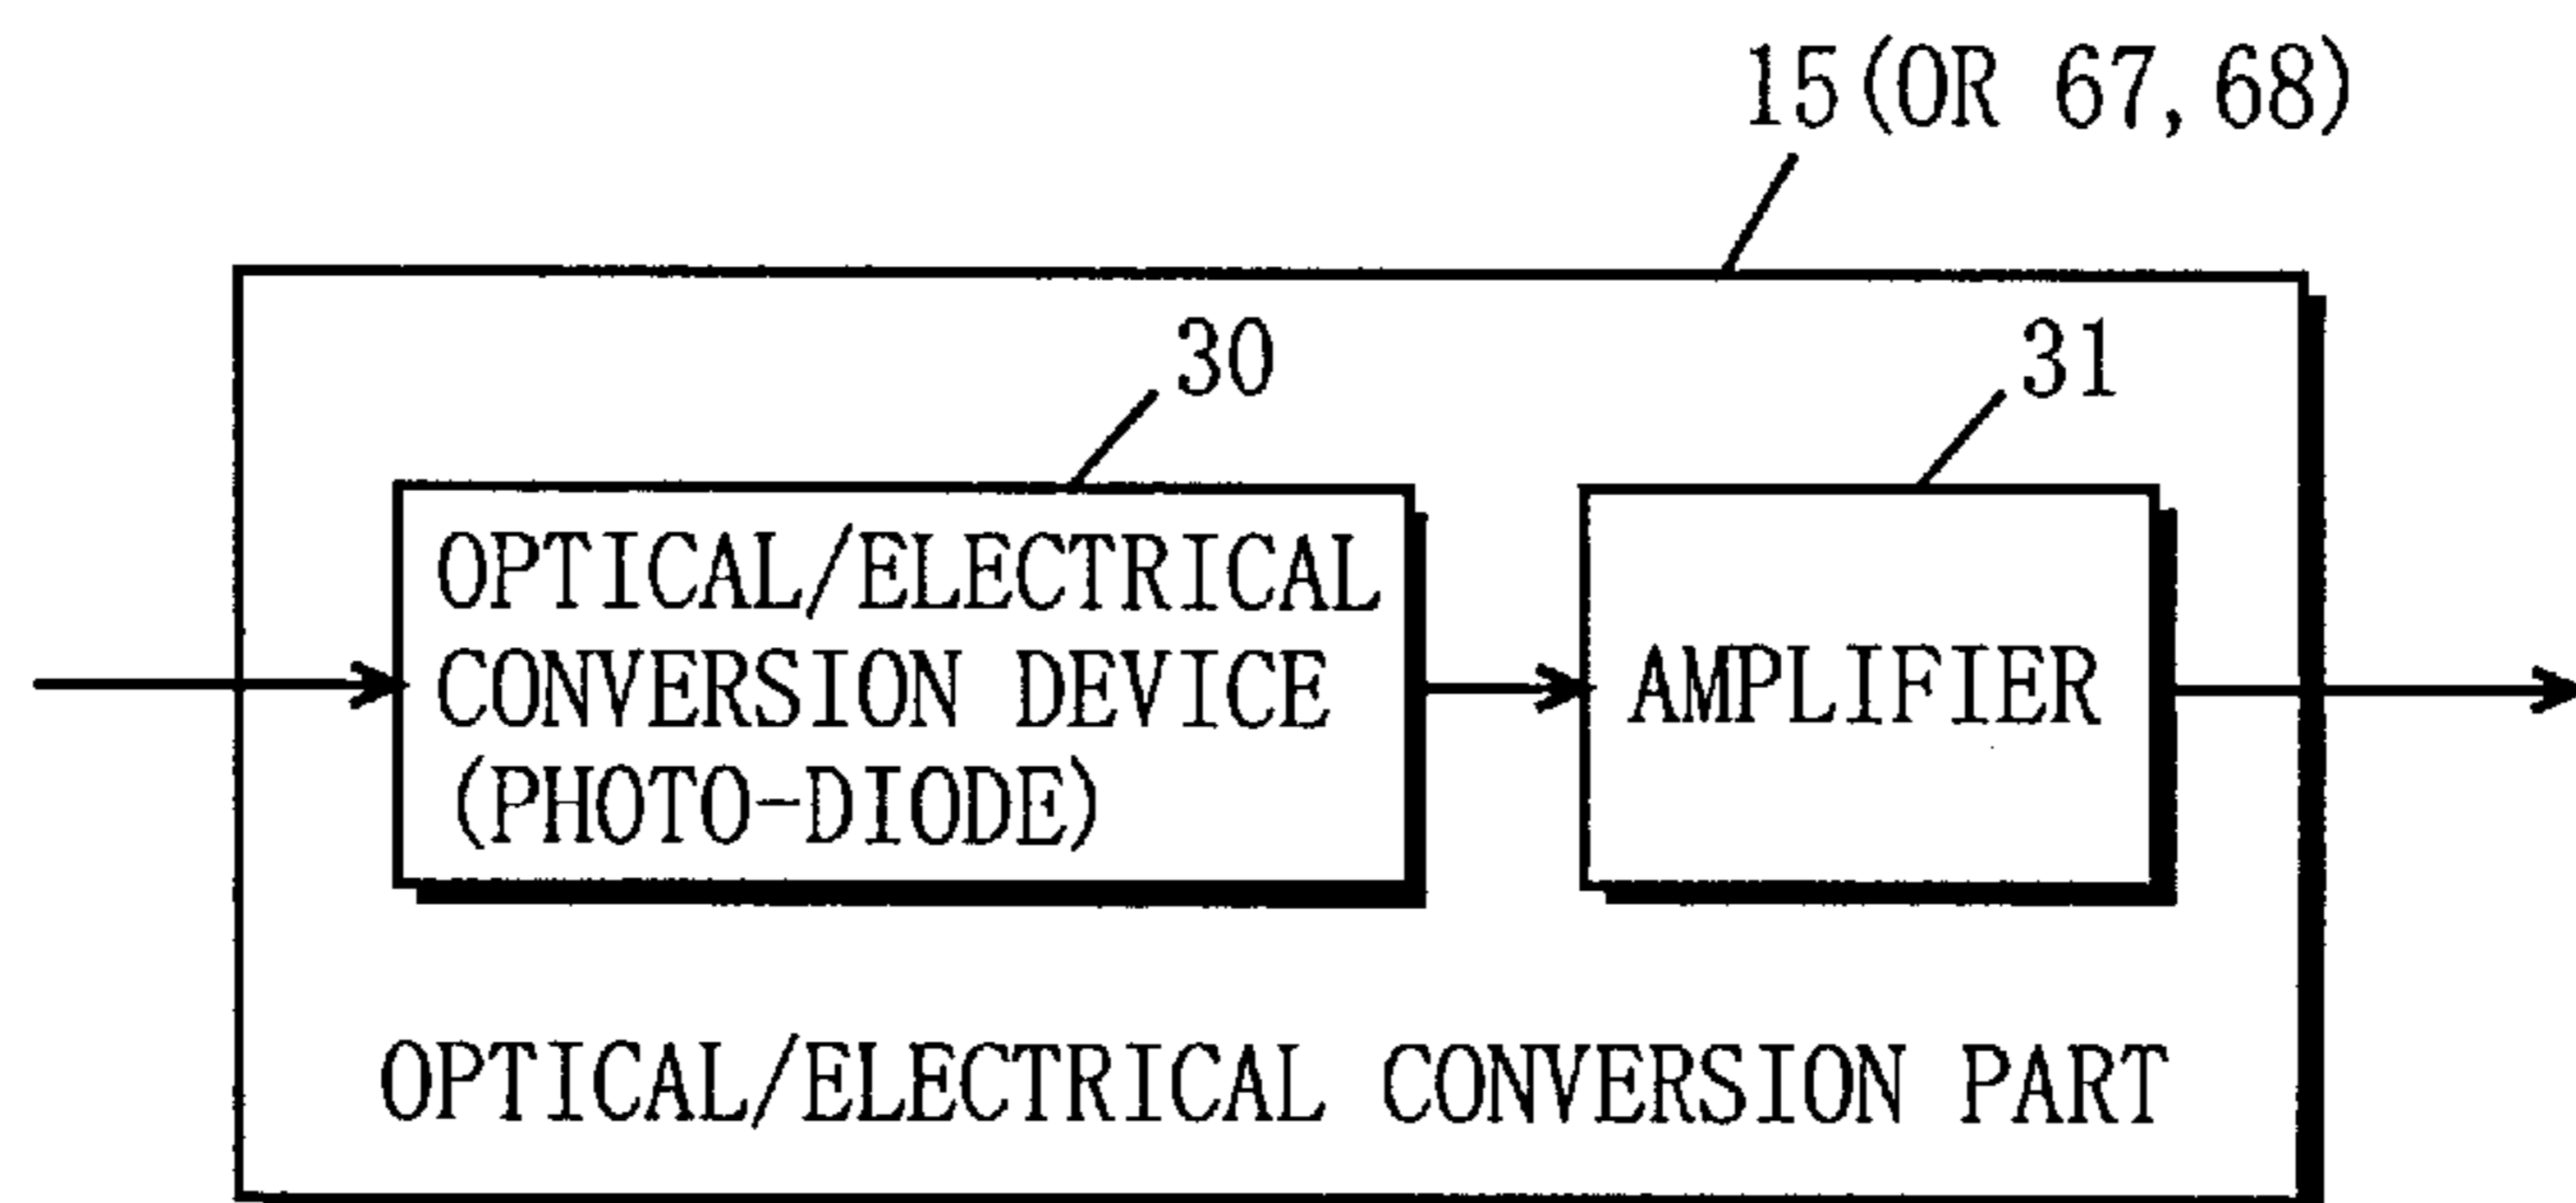 15(OR 67,68)
30
31
OPTICAL/ELECTRICAL
CONVERSION DEVICE
(PHOTO-DIODE)
AMPLIFIER
OPTICAL/ELECTRICAL CONVERSION PART